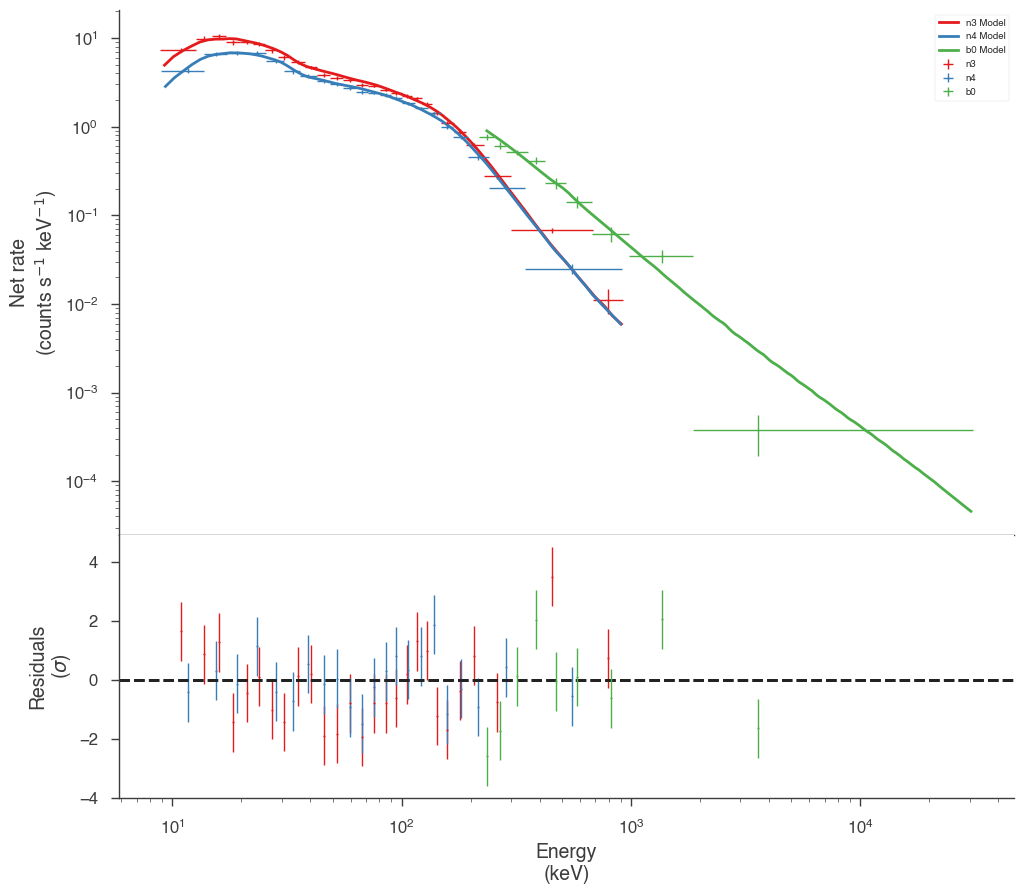 10¹
10⁰
10⁻¹
10⁻²
10⁻³
10⁻⁴
Net rate
(counts s⁻¹ keV⁻¹)
n3 Model
n4 Model
b0 Model
n3
n4
b0
4
2
0
−2
−4
Residuals
(σ)
10¹
10²
10³
10⁴
Energy
(keV)